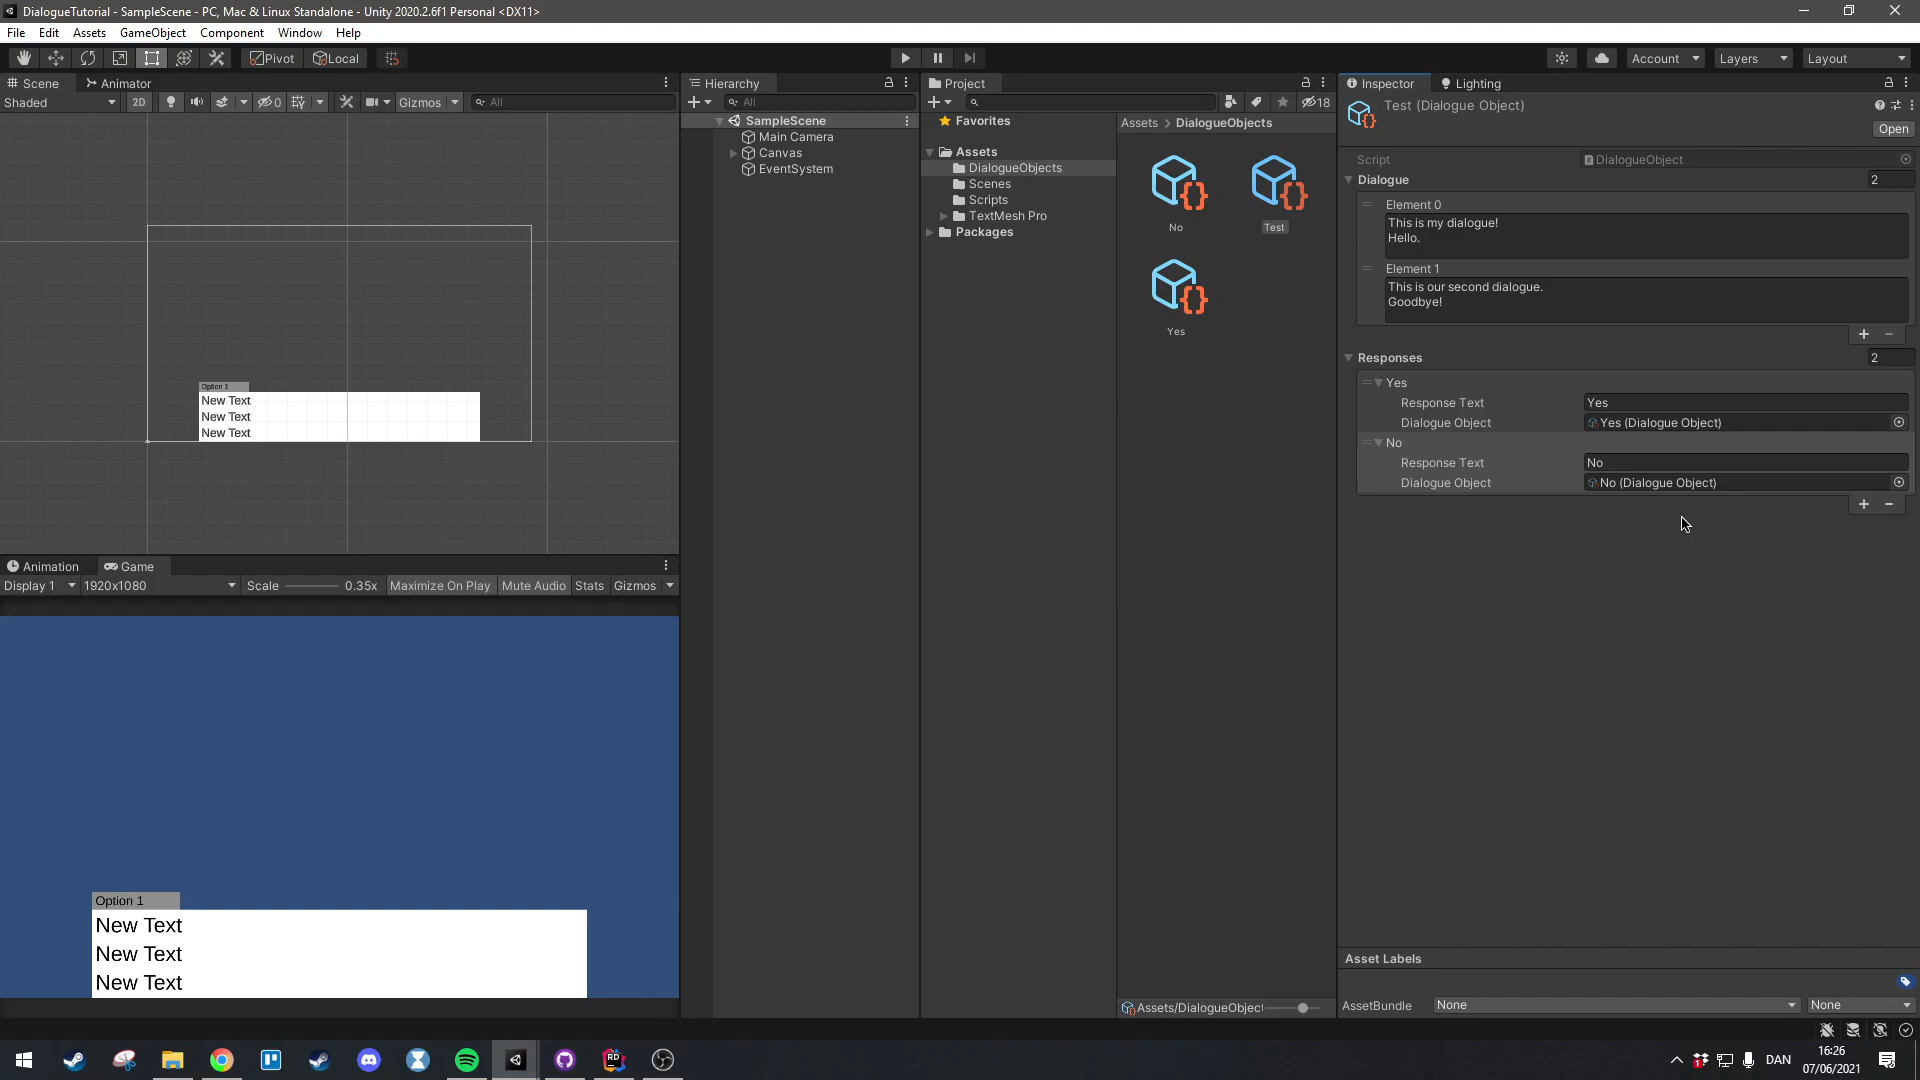 DialogueTutorial - SampleScene - PC, Mac & Linux Standalone - Unity 2020.2.6f1 Personal <DX11>
File Edit Assets GameObject Component Window Help
Pivot Local
Account Layers Layout
Scene Animator
Shaded 2D 0 Gizmos All
Hierarchy
All
SampleScene
Main Camera
Canvas
EventSystem
Project
18
Favorites
Assets
DialogueObjects
Scenes
Scripts
TextMesh Pro
Packages
Assets > DialogueObjects
No
Test
Yes
Assets/DialogueObject
Inspector Lighting
Test (Dialogue Object)
Open
Script DialogueObject
Dialogue 2
Element 0
This is my dialogue!
Hello.
Element 1
This is our second dialogue.
Goodbye!
Responses 2
Yes
Response Text Yes
Dialogue Object Yes (Dialogue Object)
No
Response Text No
Dialogue Object No (Dialogue Object)
Asset Labels
AssetBundle None None
Option 1
New Text
New Text
New Text
Animation Game
Display 1 1920x1080 Scale 0.35x Maximize On Play Mute Audio Stats Gizmos
Option 1
New Text
New Text
New Text
RD
1
DAN
16:26
07/06/2021